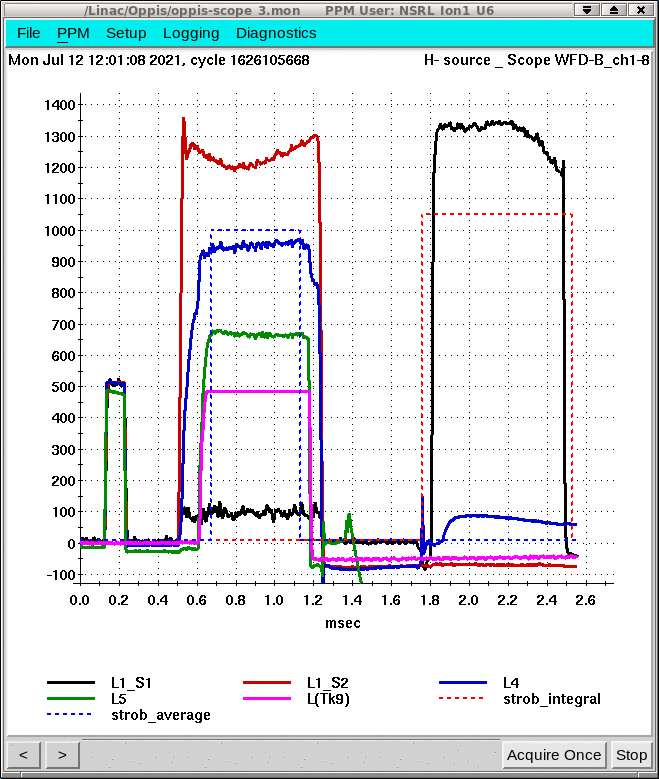 /Linac/Oppis/oppis-scope 3.mon PPM User: NSRL Ion1 U6
File PPM Setup Logging Diagnostics
Mon Jul 12 12:01:08 2021, cycle 1626105668 H- source _ Scope WFD-B_ch1-8
1400
1300
1200
1100
1000
900
800
700
600
500
400
300
200
100
0
-100
0.0 0.2 0.4 0.6 0.8 1.0 1.2 1.4 1.6 1.8 2.0 2.2 2.4 2.6
msec
L1_S1 L1_S2 L4
L5 L(Tk9) strob_integral
strob_average
< > Acquire Once Stop